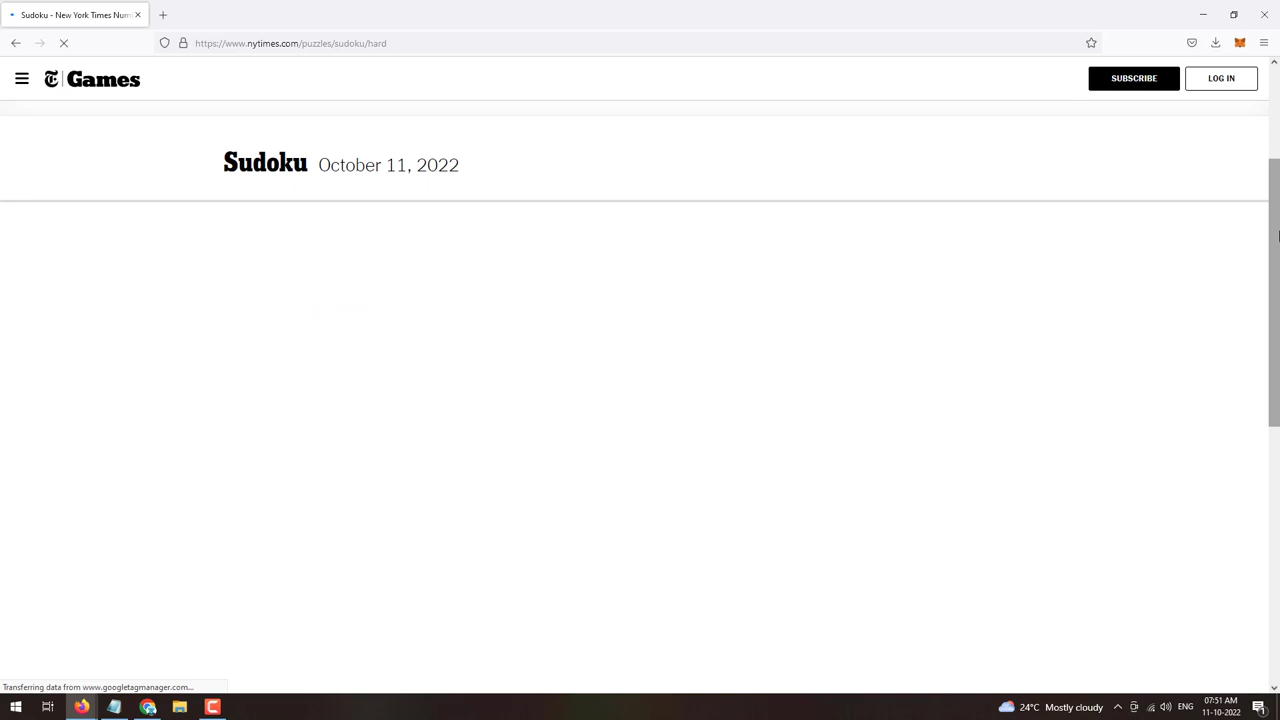 Sudoku - New York Times Num
https://www.nytimes.com/puzzles/sudoku/hard
Games
SUBSCRIBE
LOG IN
Sudoku October 11, 2022
Transferring data from www.googletagmanager.com...
24°C Mostly cloudy
ENG
07:51 AM
11-10-2022
1